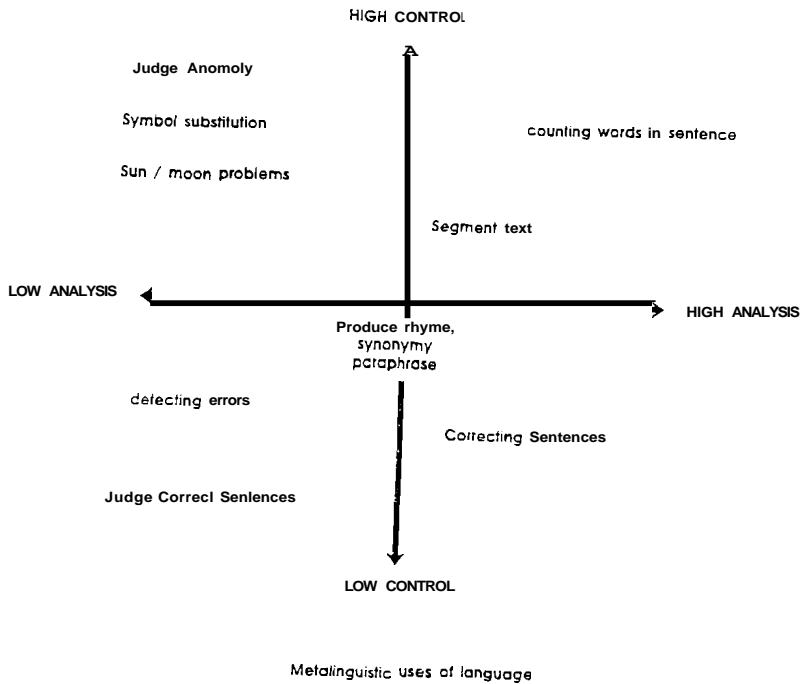 HIGH CONTROL
Judge Anomoly
Symbol substitution
counting words in sentence
Sun / moon problems
Segment text
LOW ANALYSIS
HIGH ANALYSIS
Produce rhyme,
synonymy
paraphrase
detecting errors
Correcting Sentences
Judge Correcl Senlences
LOW CONTROL
Metalinguistic uses of language